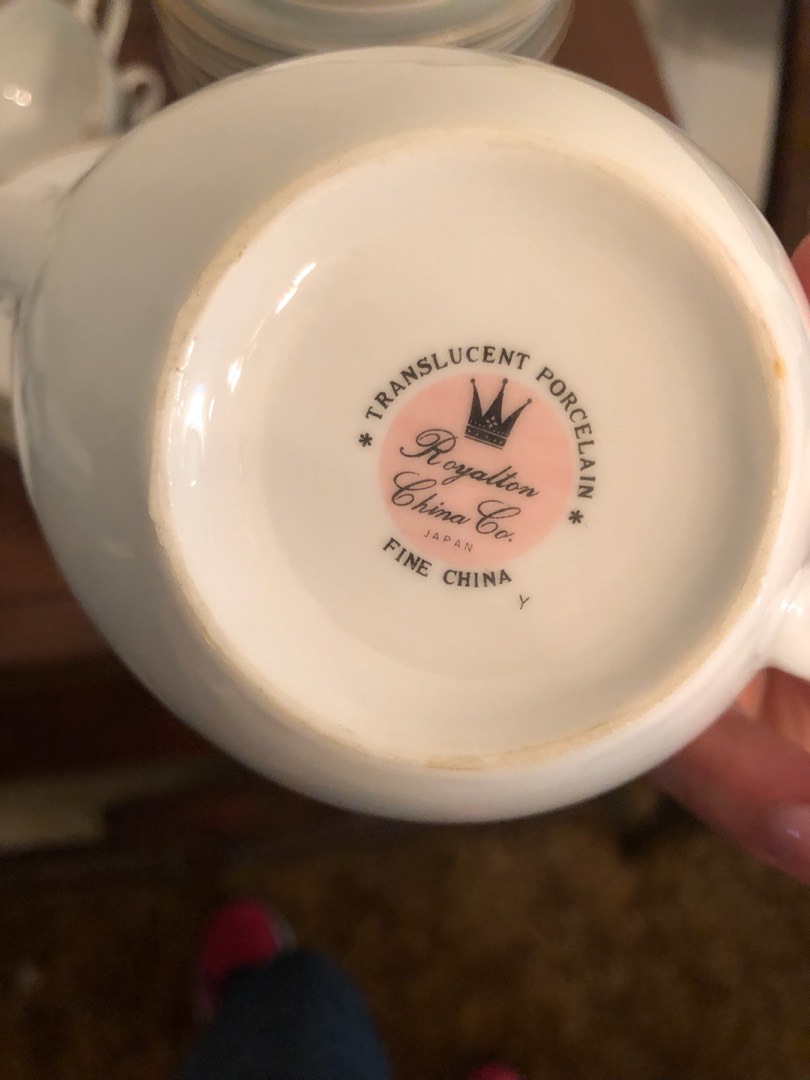 * TRANSLUCENT PORCELAIN *
Royalton
China Co.
JAPAN
FINE CHINA
Y